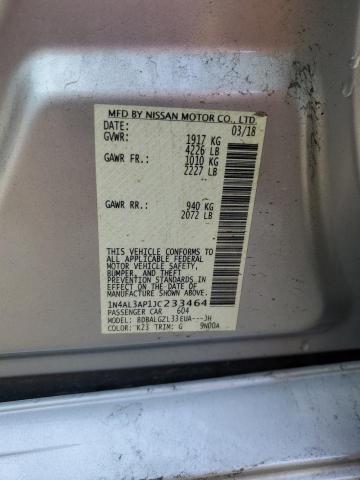 MFD BY NISSAN MOTOR CO., LTD.
DATE: 03/18
GVWR: 1917 KG
4226 LB
GAWR FR.: 1010 KG
2227 LB
GAWR RR.: 940 KG
2072 LB
THIS VEHICLE CONFORMS TO
ALL APPLICABLE FEDERAL
MOTOR VEHICLE SAFETY,
BUMPER, AND THEFT
PREVENTION STANDARDS
IN EFFECT ON THE DATE OF
MANUFACTURE SHOWN ABOVE.
1N4AL3AP1JC233464
PASSENGER CAR 604
MODEL: BDBALGZL33EUA---JH
COLOR: K23 TRIM: G 9N00A